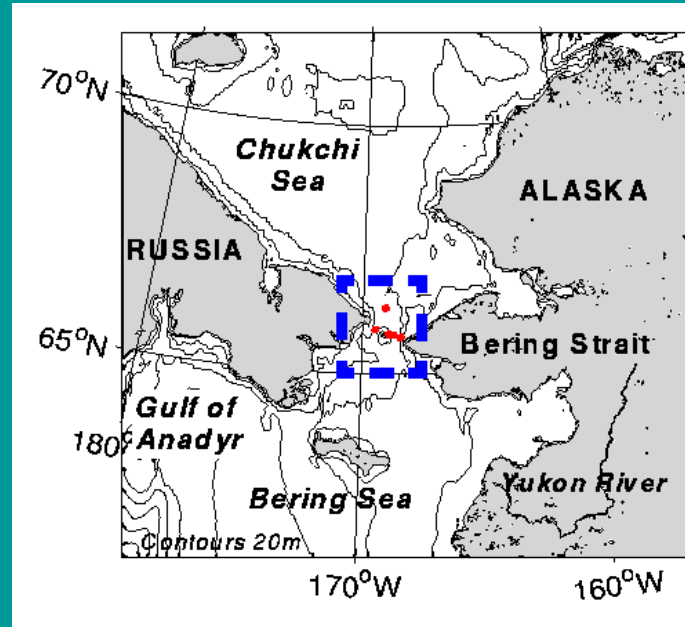 70°N
Chukchi
Sea
ALASKA
RUSSIA
65°N
Bering Strait
Gulf of
Anadyr
180
Bering Sea
Yukon River
Contours 20m
170°W
160°W